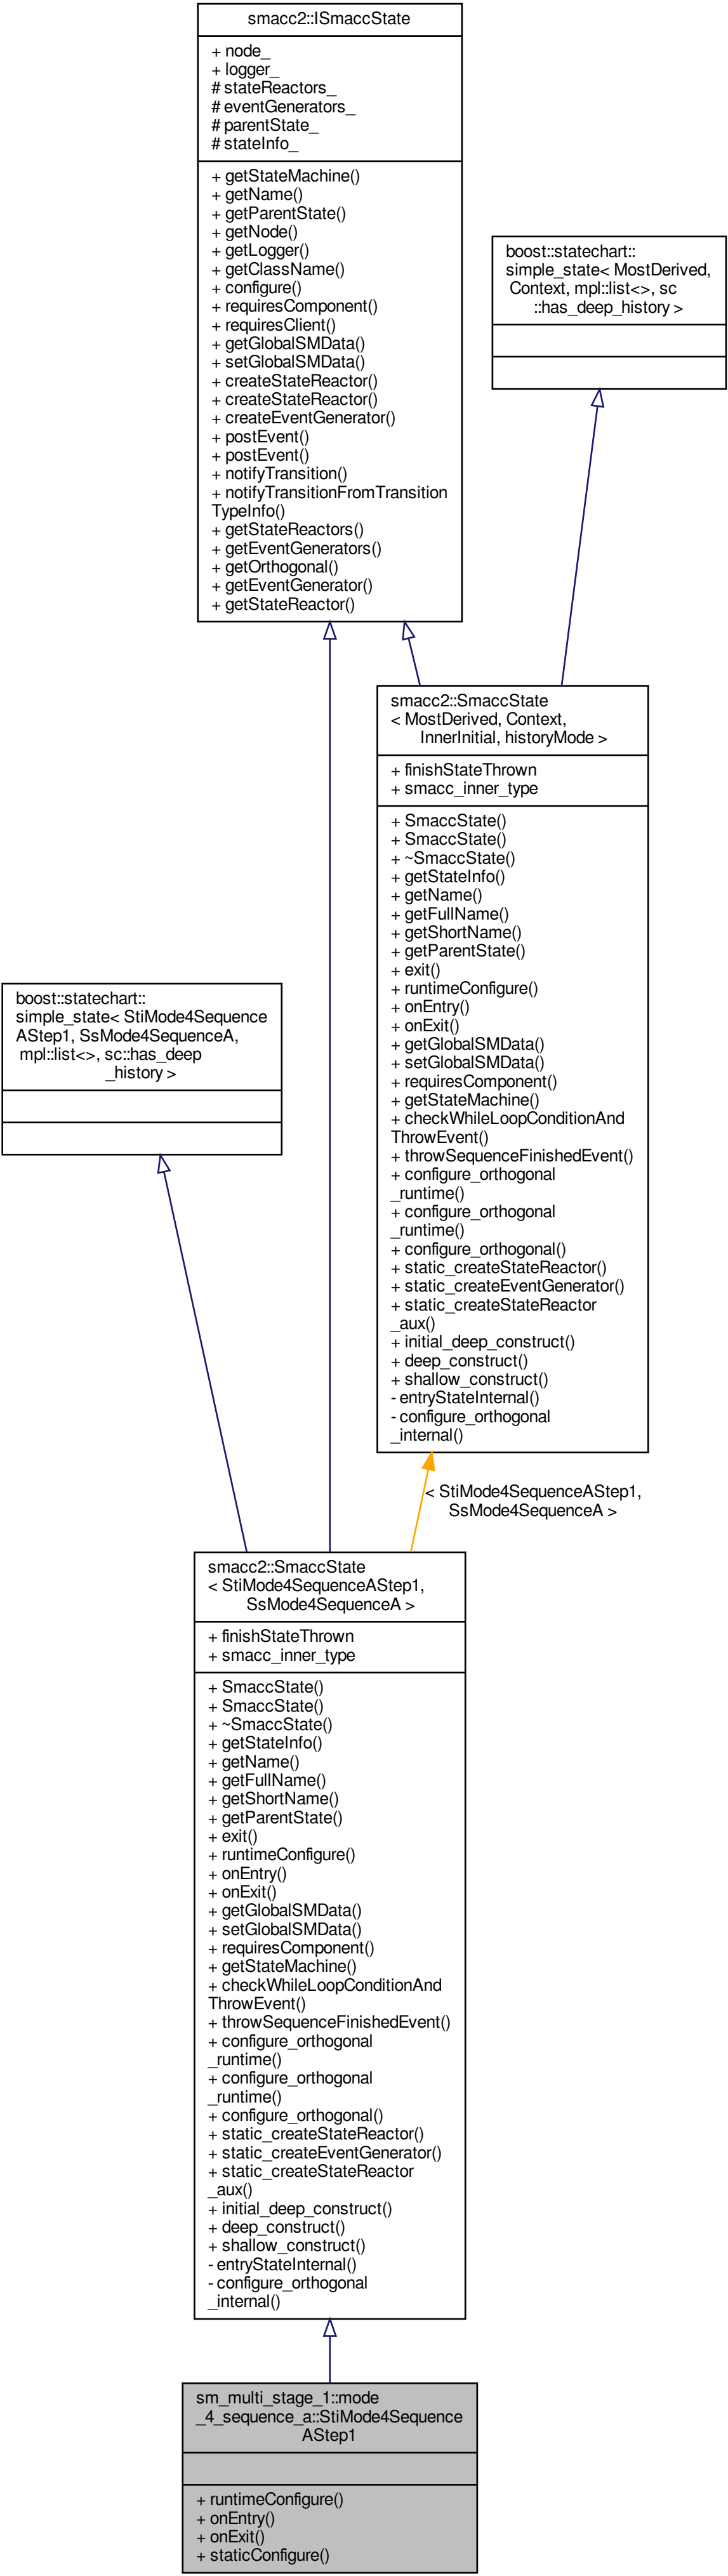 smacc2::ISmaccState
+ node_
+ logger_
# stateReactors_
# eventGenerators_
# parentState_
# stateInfo_
+ getStateMachine()
+ getName()
+ getParentState()
+ getNode()
+ getLogger()
+ getClassName()
+ configure()
+ requiresComponent()
+ requiresClient()
+ getGlobalSMData()
+ setGlobalSMData()
+ createStateReactor()
+ createStateReactor()
+ createEventGenerator()
+ postEvent()
+ postEvent()
+ notifyTransition()
+ notifyTransitionFromTransition
TypeInfo()
+ getStateReactors()
+ getEventGenerators()
+ getOrthogonal()
+ getEventGenerator()
+ getStateReactor()
boost::statechart::
simple_state< MostDerived,
Context, mpl::list<>, sc
::has_deep_history >
smacc2::SmaccState
< MostDerived, Context,
InnerInitial, historyMode >
+ finishStateThrown
+ smacc_inner_type
+ SmaccState()
+ SmaccState()
+ ~SmaccState()
+ getStateInfo()
+ getName()
+ getFullName()
+ getShortName()
+ getParentState()
+ exit()
+ runtimeConfigure()
+ onEntry()
+ onExit()
+ getGlobalSMData()
+ setGlobalSMData()
+ requiresComponent()
+ getStateMachine()
+ checkWhileLoopConditionAnd
ThrowEvent()
+ throwSequenceFinishedEvent()
+ configure_orthogonal
_runtime()
+ configure_orthogonal
_runtime()
+ configure_orthogonal()
+ static_createStateReactor()
+ static_createEventGenerator()
+ static_createStateReactor
_aux()
+ initial_deep_construct()
+ deep_construct()
+ shallow_construct()
- entryStateInternal()
- configure_orthogonal
_internal()
boost::statechart::
simple_state< StiMode4Sequence
AStep1, SsMode4SequenceA,
mpl::list<>, sc::has_deep
_history >
< StiMode4SequenceAStep1,
SsMode4SequenceA >
smacc2::SmaccState
< StiMode4SequenceAStep1,
SsMode4SequenceA >
+ finishStateThrown
+ smacc_inner_type
+ SmaccState()
+ SmaccState()
+ ~SmaccState()
+ getStateInfo()
+ getName()
+ getFullName()
+ getShortName()
+ getParentState()
+ exit()
+ runtimeConfigure()
+ onEntry()
+ onExit()
+ getGlobalSMData()
+ setGlobalSMData()
+ requiresComponent()
+ getStateMachine()
+ checkWhileLoopConditionAnd
ThrowEvent()
+ throwSequenceFinishedEvent()
+ configure_orthogonal
_runtime()
+ configure_orthogonal
_runtime()
+ configure_orthogonal()
+ static_createStateReactor()
+ static_createEventGenerator()
+ static_createStateReactor
_aux()
+ initial_deep_construct()
+ deep_construct()
+ shallow_construct()
- entryStateInternal()
- configure_orthogonal
_internal()
sm_multi_stage_1::mode
_4_sequence_a::StiMode4Sequence
AStep1
+ runtimeConfigure()
+ onEntry()
+ onExit()
+ staticConfigure()